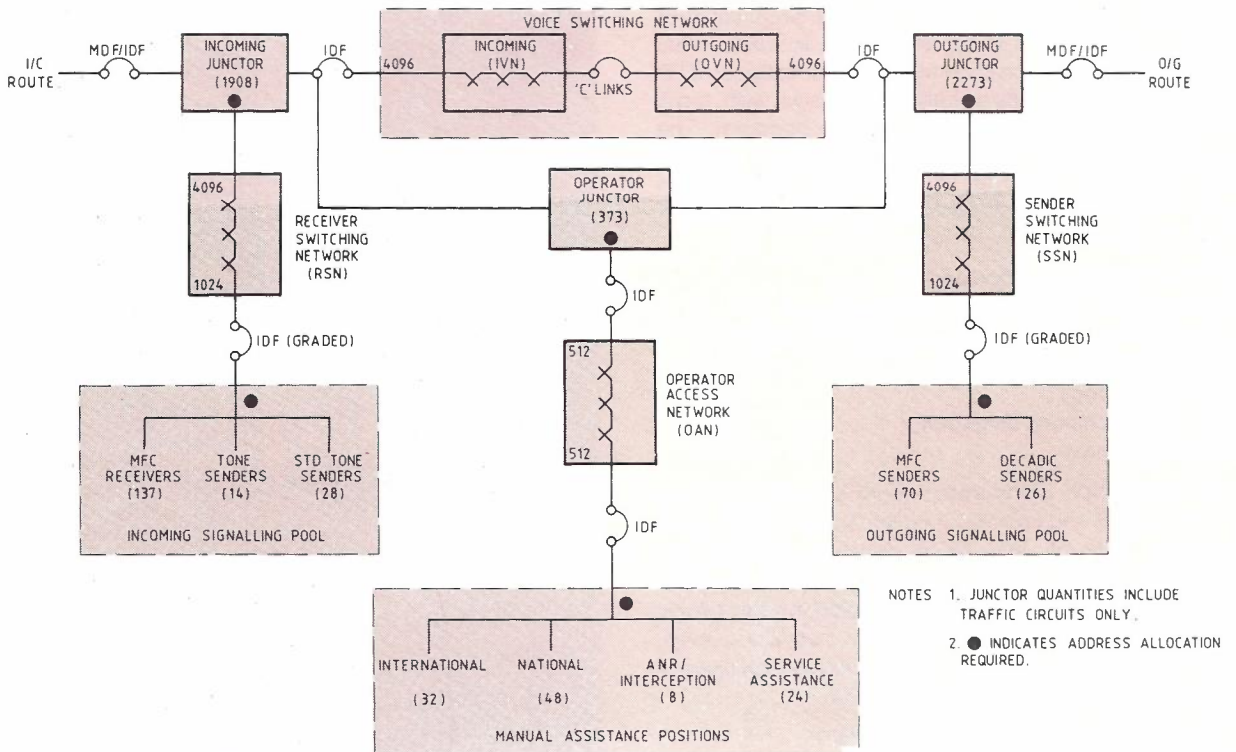 VOICE SWITCHING NETWORK
I/C
ROUTE
MDF/IDF
INCOMING
JUNCTOR
(1908)
IDF
4096
INCOMING
(IVN)
'C' LINKS
OUTGOING
(OVN)
4096
IDF
OUTGOING
JUNCTOR
(2273)
MDF/IDF
O/G
ROUTE
4096
1024
RECEIVER
SWITCHING
NETWORK
(RSN)
OPERATOR
JUNCTOR
(373)
4096
1024
SENDER
SWITCHING
NETWORK
(SSN)
IDF (GRADED)
IDF
IDF (GRADED)
512
512
OPERATOR
ACCESS
NETWORK
(OAN)
MFC
RECEIVERS
(137)
TONE
SENDERS
(14)
STD TONE
SENDERS
(28)
INCOMING SIGNALLING POOL
MFC
SENDERS
(70)
DECADIC
SENDERS
(26)
OUTGOING SIGNALLING POOL
IDF
INTERNATIONAL
(32)
NATIONAL
(48)
ANR/
INTERCEPTION
(8)
SERVICE
ASSISTANCE
(24)
MANUAL ASSISTANCE POSITIONS
NOTES 1. JUNCTOR QUANTITIES INCLUDE
TRAFFIC CIRCUITS ONLY.
2. ● INDICATES ADDRESS ALLOCATION
REQUIRED.